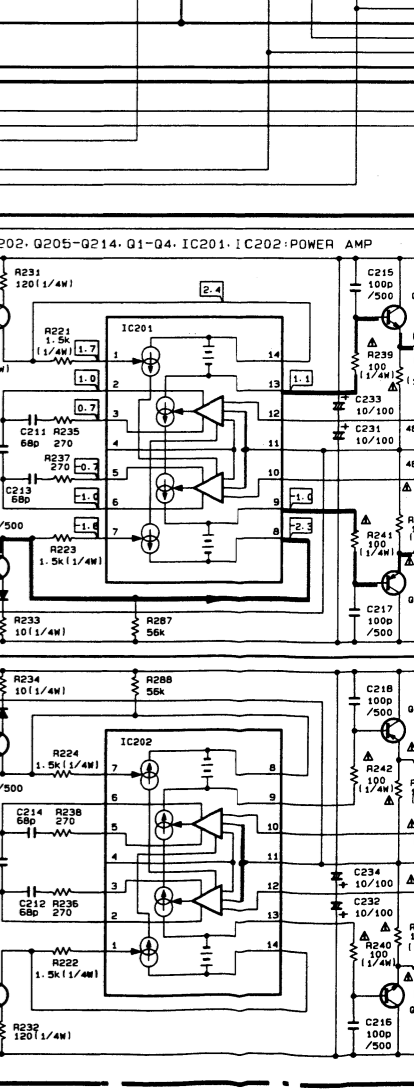 202, Q205-Q214, Q1-Q4, IC201, IC202:POWER AMP
R231
120(1/4W)
2.4
C215
100p
/500
R221
1.5k
(1/4W)
1.7
IC201
1
14
R239
100
(1/4W)
1.0
2
13
1.1
C233
10/100
0.7
3
12
C211
68p
R235
270
C231
10/100
4
11
R237
270
-0.7
5
10
C213
68p
-1.0
6
9
-1.0
/500
-1.8
7
8
-2.3
R241
100
(1/4W)
R223
1.5k(1/4W)
R233
10(1/4W)
R287
56k
C217
100p
/500
R234
10(1/4W)
R288
56k
C218
100p
/500
IC202
R224
1.5k(1/4W)
7
8
R242
100
(1/4W)
/500
6
9
C214
68p
R238
270
5
10
4
11
3
12
C234
10/100
C212
68p
R236
270
C232
10/100
2
13
1
14
R240
100
(1/4W)
R222
1.5k(1/4W)
R232
120(1/4W)
C216
100p
/500